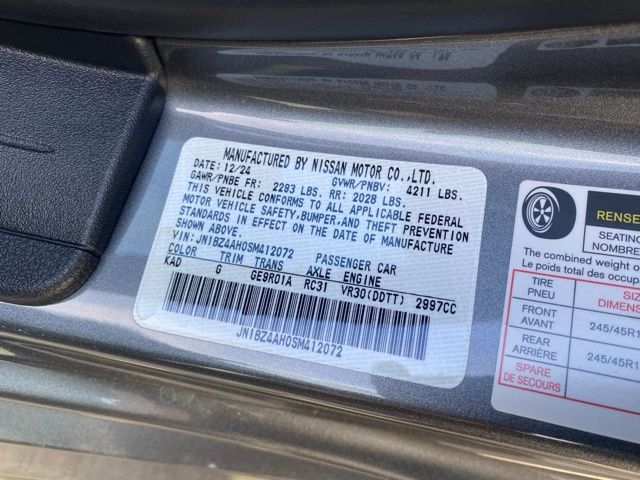 MANUFACTURED BY NISSAN MOTOR CO.,LTD.
DATE: 12/24 GVWR/PNBV: 4211 LBS.
GAWR/PNBE FR: 2293 LBS. RR: 2028 LBS.
THIS VEHICLE CONFORMS TO ALL APPLICABLE FEDERAL
MOTOR VEHICLE SAFETY,BUMPER,AND THEFT PREVENTION
STANDARDS IN EFFECT ON THE DATE OF MANUFACTURE
SHOWN ABOVE.
VIN: JN1BZ4AH0SM412072 PASSENGER CAR
COLOR TRIM TRANS AXLE ENGINE
KAD G GE9R01A RC31 VR30(DDTT) 2997CC
JN1BZ4AH0SM412072
RENSE
SEATING
NOMBRE
The combined weight
Le poids total des occup
TIRE
PNEU
SIZ
DIMENS
FRONT
AVANT
245/45R1
REAR
ARRIÈRE
245/45R1
SPARE
DE SECOURS